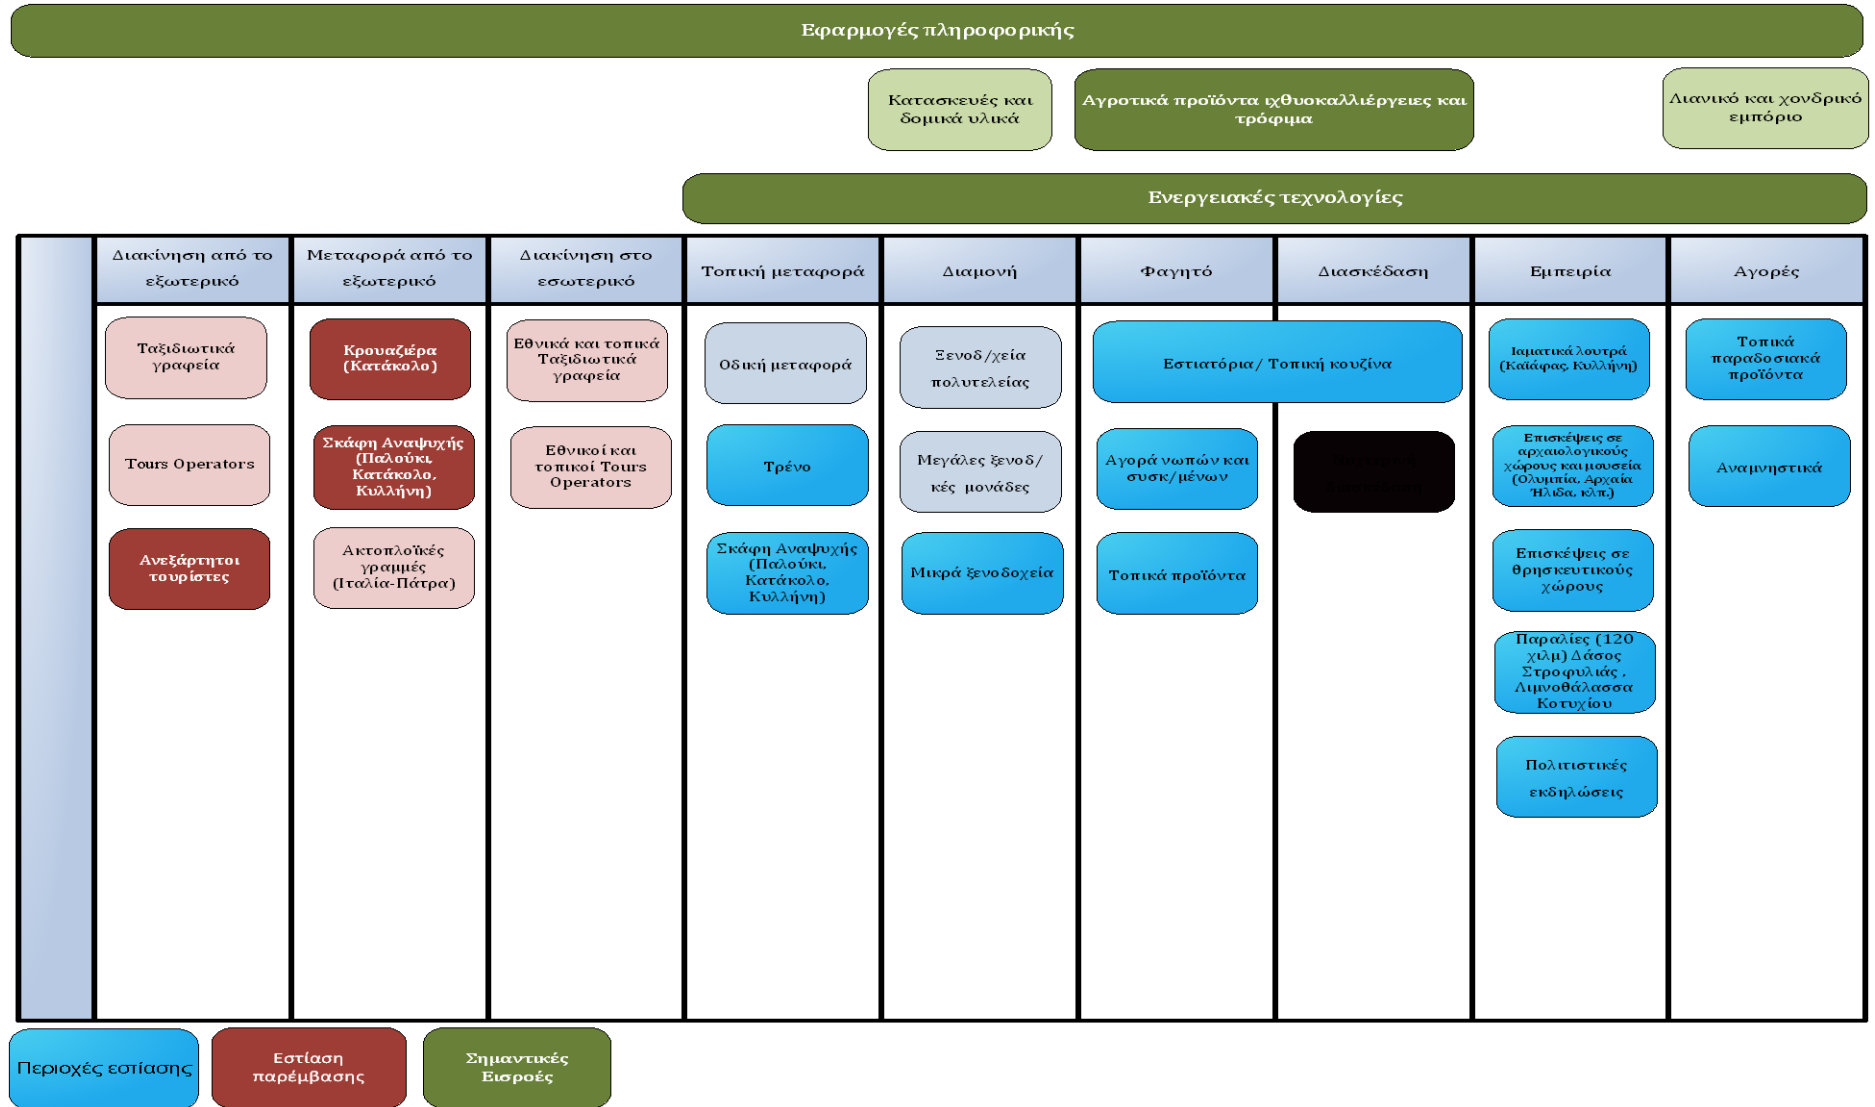 Εφαρμογές πληροφορικής
Κατασκευές και
δομικά υλικά
Αγροτικά προϊόντα ιχθυοκαλλιέργειες και
τρόφιμα
Λιανικό και χονδρικό
εμπόριο
Ενεργειακές τεχνολογίες
Διακίνηση από το
εξωτερικό
Μεταφορά από το
εξωτερικό
Διακίνηση στο
εσωτερικό
Τοπική μεταφορά
Διαμονή
Φαγητό
Διασκέδαση
Εμπειρία
Αγορές
Ταξιδιωτικά
γραφεία
Κρουαζιέρα
(Κατάκολο)
Εθνικά και τοπικά
Ταξιδιωτικά
γραφεία
Οδική μεταφορά
Ξενοδ/χεία
πολυτελείας
Εστιατόρια/ Τοπική κουζίνα
Ιαματικά λουτρά
(Καϊάφας, Κυλλήνη)
Τοπικά
παραδοσιακά
προϊόντα
Tours Operators
Σκάφη Αναψυχής
(Παλούκι,
Κατάκολο,
Κυλλήνη)
Εθνικοί και
τοπικοί Tours
Operators
Τρένο
Μεγάλες ξενοδ/
κές μονάδες
Αγορά νωπών και
συσκ/μένων
Επισκέψεις σε
αρχαιολογικούς
χώρους και μουσεία
(Ολυμπία, Αρχαία
Ήλιδα, κλπ.)
Αναμνηστικά
Ανεξάρτητοι
τουρίστες
Ακτοπλοϊκές
γραμμές
(Ιταλία-Πάτρα)
Σκάφη Αναψυχής
(Παλούκι,
Κατάκολο,
Κυλλήνη)
Μικρά ξενοδοχεία
Τοπικά προϊόντα
Επισκέψεις σε
θρησκευτικούς
χώρους
Παραλίες (120
χιλμ) Δάσος
Στροφυλιάς ,
Λιμνοθάλασσα
Κοτυχίου
Πολιτιστικές
εκδηλώσεις
Περιοχές εστίασης
Εστίαση
παρέμβασης
Σημαντικές
Εισροές